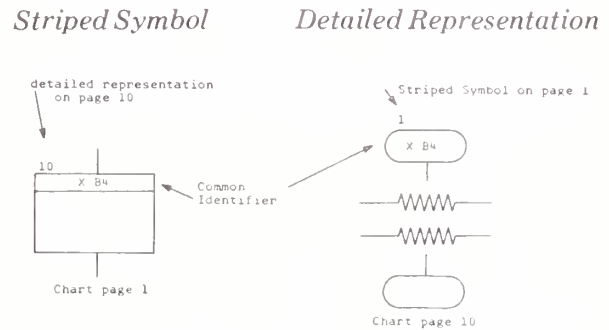 Striped Symbol
Detailed Representation
detailed representation
on page 10
10
X B4
Common
Identifier
Chart page 1
Striped Symbol on page 1
1
X B4
Chart page 10